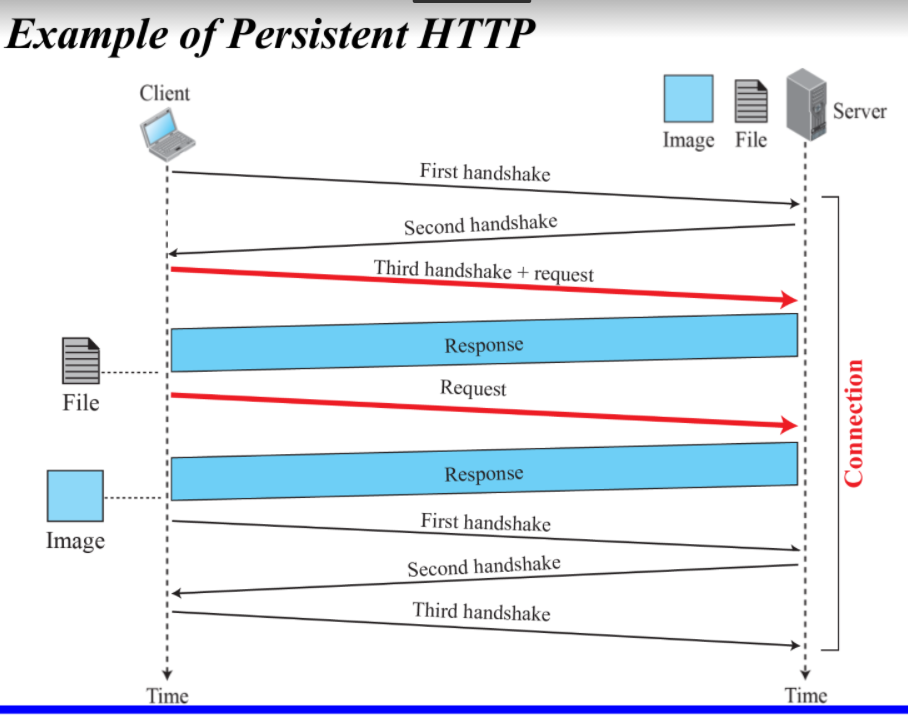 Example of Persistent HTTP
Client
Server
Image
File
First handshake
Second handshake
Third handshake + request
Response
File
Request
Connection
Response
Image
First handshake
Second handshake
Third handshake
Time
Time